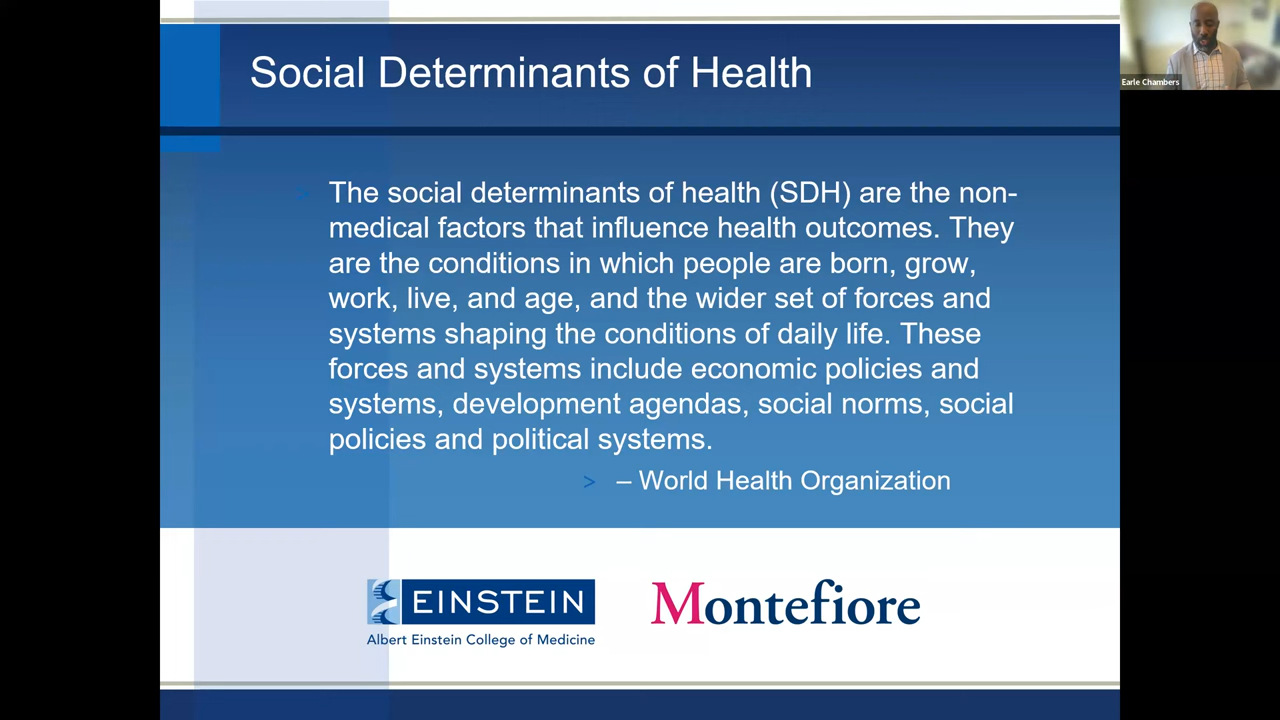 Social Determinants of Health
Earle Chambers
> The social determinants of health (SDH) are the non-
medical factors that influence health outcomes. They
are the conditions in which people are born, grow,
work, live, and age, and the wider set of forces and
systems shaping the conditions of daily life. These
forces and systems include economic policies and
systems, development agendas, social norms, social
policies and political systems.
> – World Health Organization
EINSTEIN
Albert Einstein College of Medicine
Montefiore